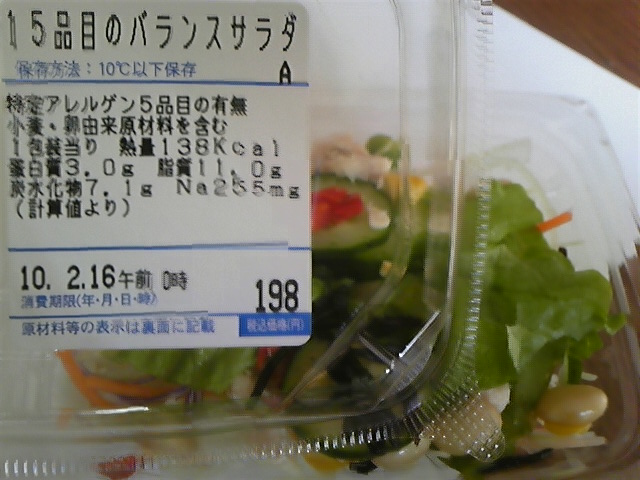 15品目のバランスサラダ
保存方法：10℃以下保存 A
特定アレルゲン5品目の有無
小麦・卵由来原材料を含む
1包装当り 熱量138Kcal
蛋白質3.0g 脂質11.0g
炭水化物7.1g Na255mg
（計算値より）
10. 2.16午前 0時
消費期限(年・月・日・時)
198
税込価格(円)
原材料等の表示は裏面に記載